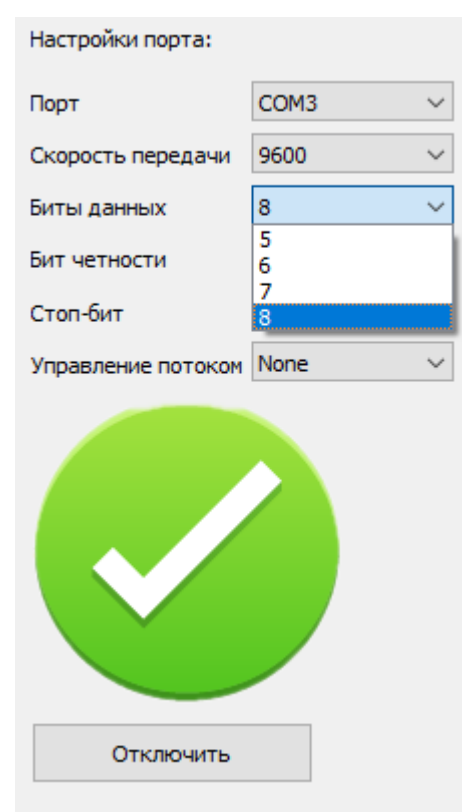 Настройки порта:
Порт COM3
Скорость передачи 9600
Биты данных 8
5
Бит четности 6
7
Стоп-бит 8
Управление потоком None
Отключить